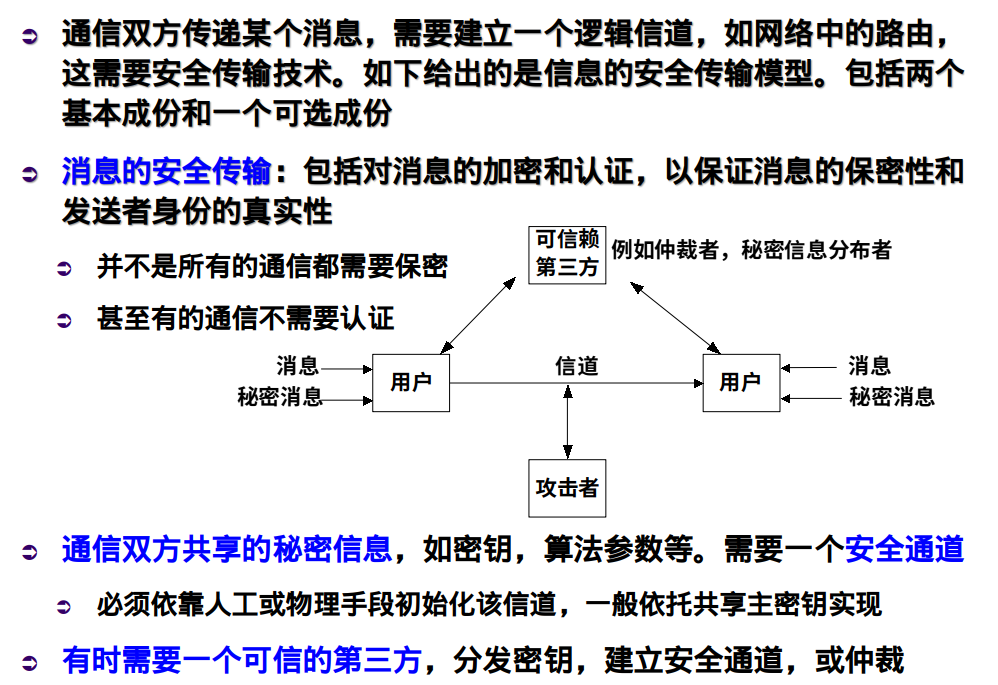 通信双方传递某个消息，需要建立一个逻辑信道，如网络中的路由，
这需要安全传输技术。如下给出的是信息的安全传输模型。包括两个
基本成份和一个可选成份
消息的安全传输：包括对消息的加密和认证，以保证消息的保密性和
发送者身份的真实性
并不是所有的通信都需要保密
甚至有的通信不需要认证
可信赖
第三方
例如仲裁者，秘密信息分布者
消息
秘密消息
用户
信道
用户
消息
秘密消息
攻击者
通信双方共享的秘密信息，如密钥，算法参数等。需要一个安全通道
必须依靠人工或物理手段初始化该信道，一般依托共享主密钥实现
有时需要一个可信的第三方，分发密钥，建立安全通道，或仲裁